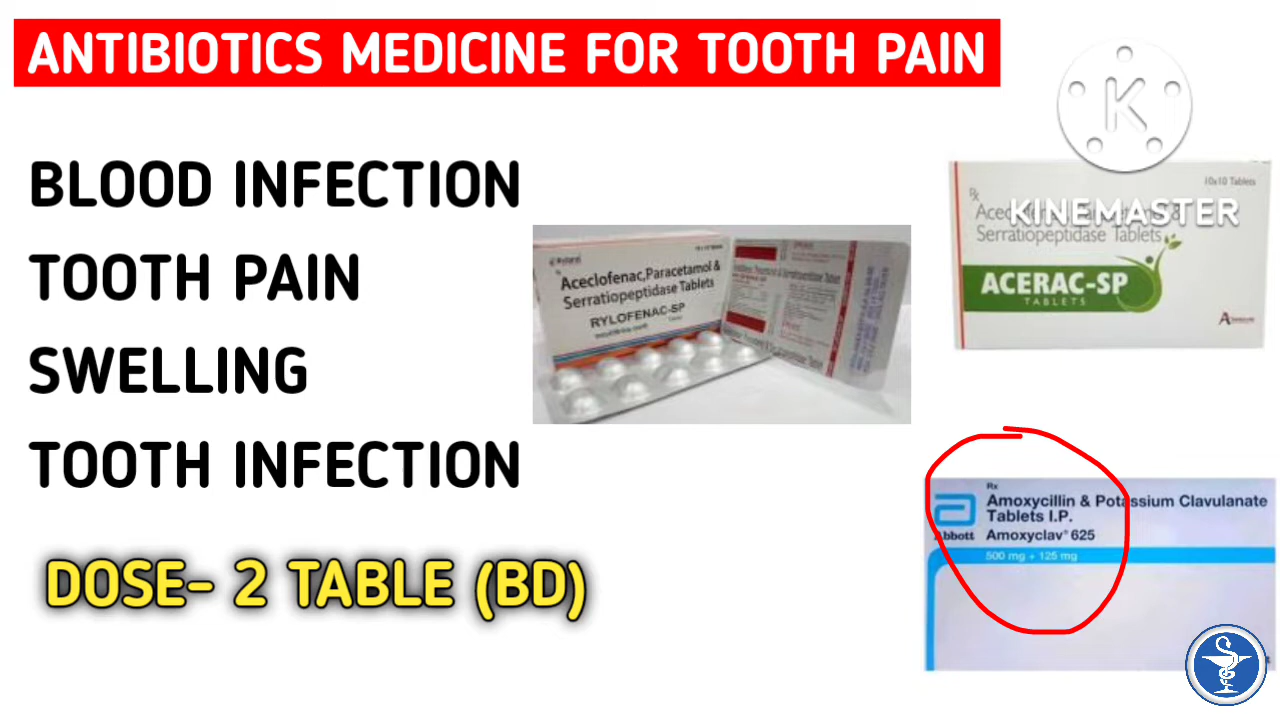 ANTIBIOTICS MEDICINE FOR TOOTH PAIN
BLOOD INFECTION
TOOTH PAIN
SWELLING
TOOTH INFECTION
DOSE- 2 TABLE (BD)
Aceclofenac, Paracetamol &
Serratiopeptidase Tablets
RYLOFENAC-SP
K
KINEMASTER
10x10 Tablets
Rx
Serratiopeptidase Tablets
ACERAC-SP
TABLETS
Rx
Amoxycillin & Potassium Clavulanate
Tablets I.P.
Abbott
Amoxyclav® 625
500 mg + 125 mg